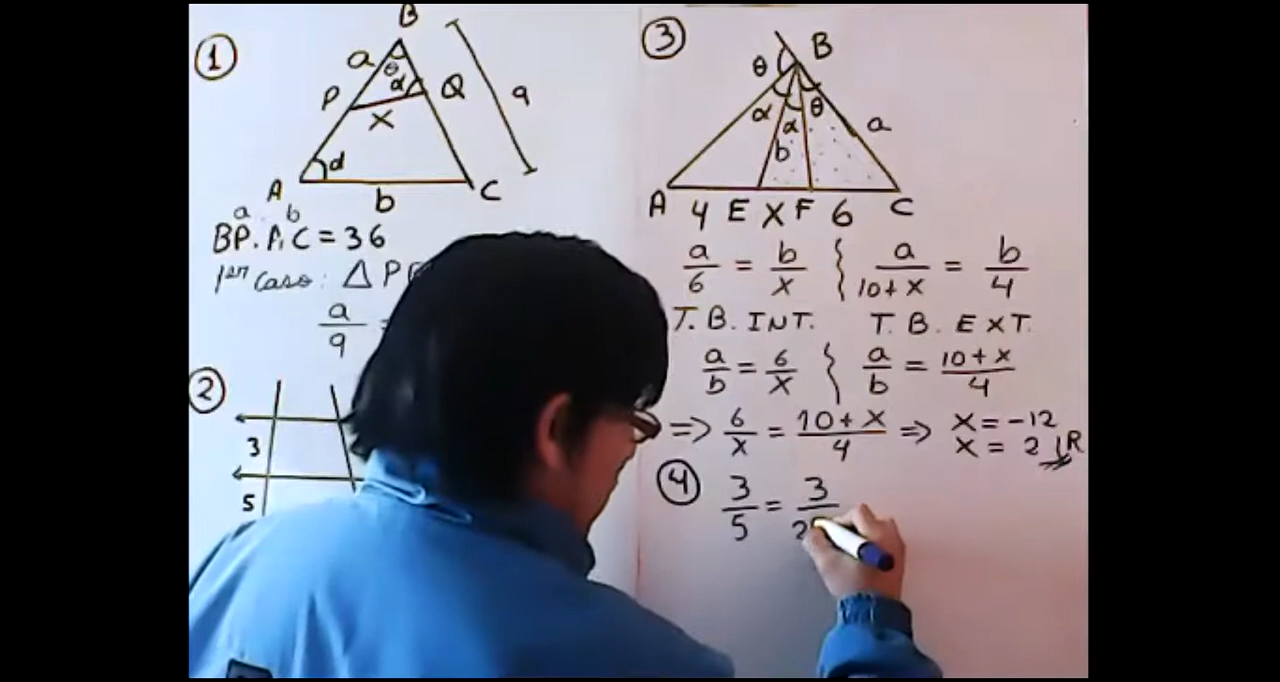 1
B
a
θ
α
P
Q
9
x
α
A
C
b
a b
BP.AC = 36
1er Caso: △ P
a/9 =
2
3
5
3
B
θ
α
α
θ
a
b
A 4 E X F 6 C
a/6 = b/x { a/10+x = b/4
T.B. INT. T.B. EXT.
a/b = 6/x { a/b = 10+x/4
=> 6/x = 10+x/4 => x = -12
x = 2 R
4
3/5 = 3/2